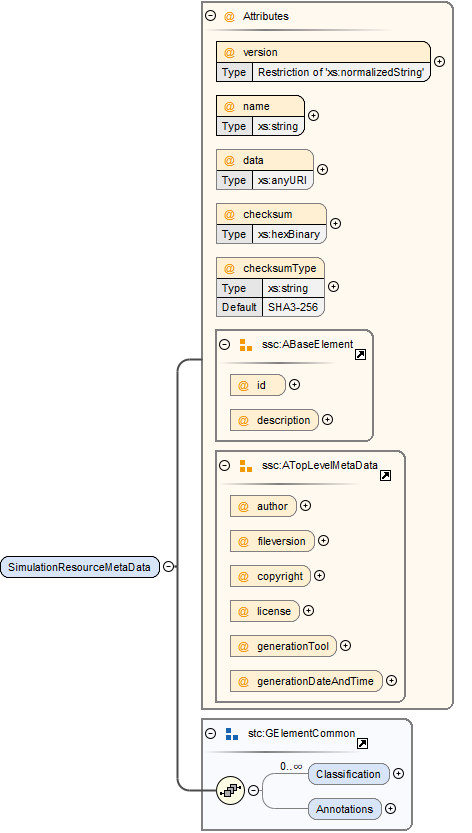 @ Attributes
@ version
Type Restriction of 'xs:normalizedString'
@ name
Type xs:string
@ data
Type xs:anyURI
@ checksum
Type xs:hexBinary
@ checksumType
Type xs:string
Default SHA3-256
ssc:ABaseElement
@ id
@ description
ssc:ATopLevelMetaData
@ author
@ fileversion
@ copyright
SimulationResourceMetaData
@ license
@ generationTool
@ generationDateAndTime
stc:GElementCommon
0..∞
Classification
Annotations